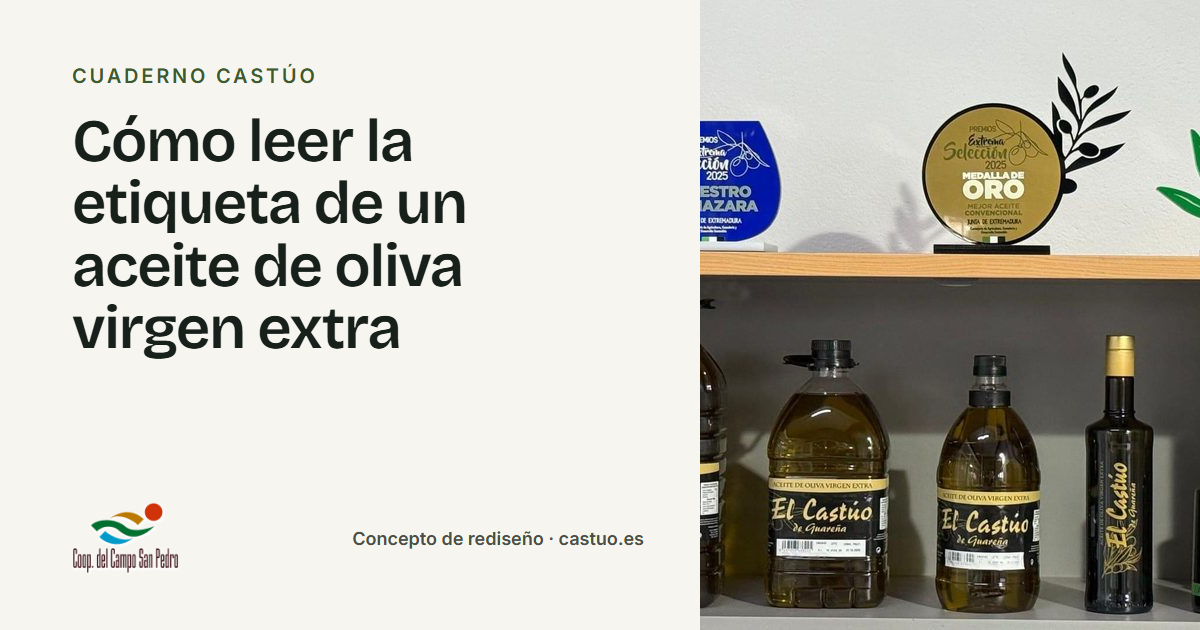 CUADERNO CASTÚO
Cómo leer la
etiqueta de un
aceite de oliva
virgen extra
Coop. del Campo San Pedro
Concepto de rediseño · castuo.es
PREMIOS
Extrema
Selección
2025
MEDALLA DE
ORO
MEJOR ACEITE
CONVENCIONAL
JUNTA DE EXTREMADURA
2025
ACEITE DE OLIVA VIRGEN EXTRA
El Castúo
de Guareña
ACEITE DE OLIVA VIRGEN EXTRA
El Castúo
de Guareña
El Castúo
de Guareña